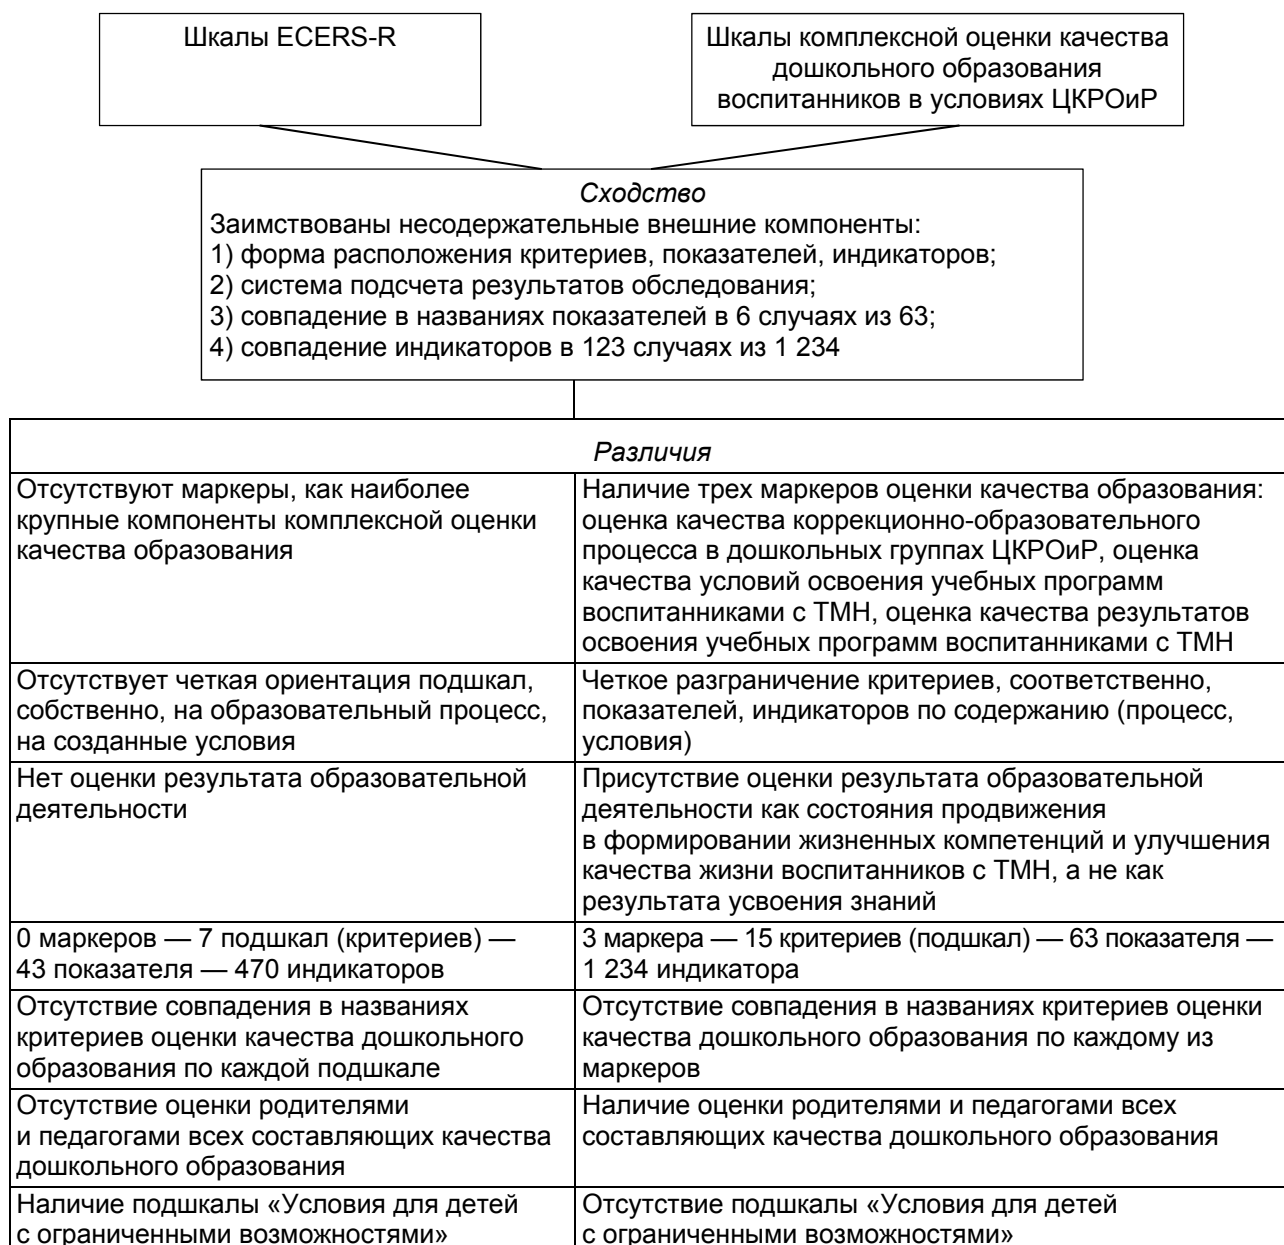 Шкалы ECERS-R
Шкалы комплексной оценки качества
дошкольного образования
воспитанников в условиях ЦКРОиР
Сходство
Заимствованы несодержательные внешние компоненты:
1) форма расположения критериев, показателей, индикаторов;
2) система подсчета результатов обследования;
3) совпадение в названиях показателей в 6 случаях из 63;
4) совпадение индикаторов в 123 случаях из 1 234
Различия
Отсутствуют маркеры, как наиболее
крупные компоненты комплексной оценки
качества образования
Наличие трех маркеров оценки качества образования:
оценка качества коррекционно-образовательного
процесса в дошкольных группах ЦКРОиР, оценка
качества условий освоения учебных программ
воспитанниками с ТМН, оценка качества результатов
освоения учебных программ воспитанниками с ТМН
Отсутствует четкая ориентация подшкал,
собственно, на образовательный процесс,
на созданные условия
Четкое разграничение критериев, соответственно,
показателей, индикаторов по содержанию (процесс,
условия)
Нет оценки результата образовательной
деятельности
Присутствие оценки результата образовательной
деятельности как состояния продвижения
в формировании жизненных компетенций и улучшения
качества жизни воспитанников с ТМН, а не как
результата усвоения знаний
0 маркеров — 7 подшкал (критериев) —
43 показателя — 470 индикаторов
3 маркера — 15 критериев (подшкал) — 63 показателя —
1 234 индикатора
Отсутствие совпадения в названиях
критериев оценки качества дошкольного
образования по каждой подшкале
Отсутствие совпадения в названиях критериев оценки
качества дошкольного образования по каждому из
маркеров
Отсутствие оценки родителями
и педагогами всех составляющих качества
дошкольного образования
Наличие оценки родителями и педагогами всех
составляющих качества дошкольного образования
Наличие подшкалы «Условия для детей
с ограниченными возможностями»
Отсутствие подшкалы «Условия для детей
с ограниченными возможностями»